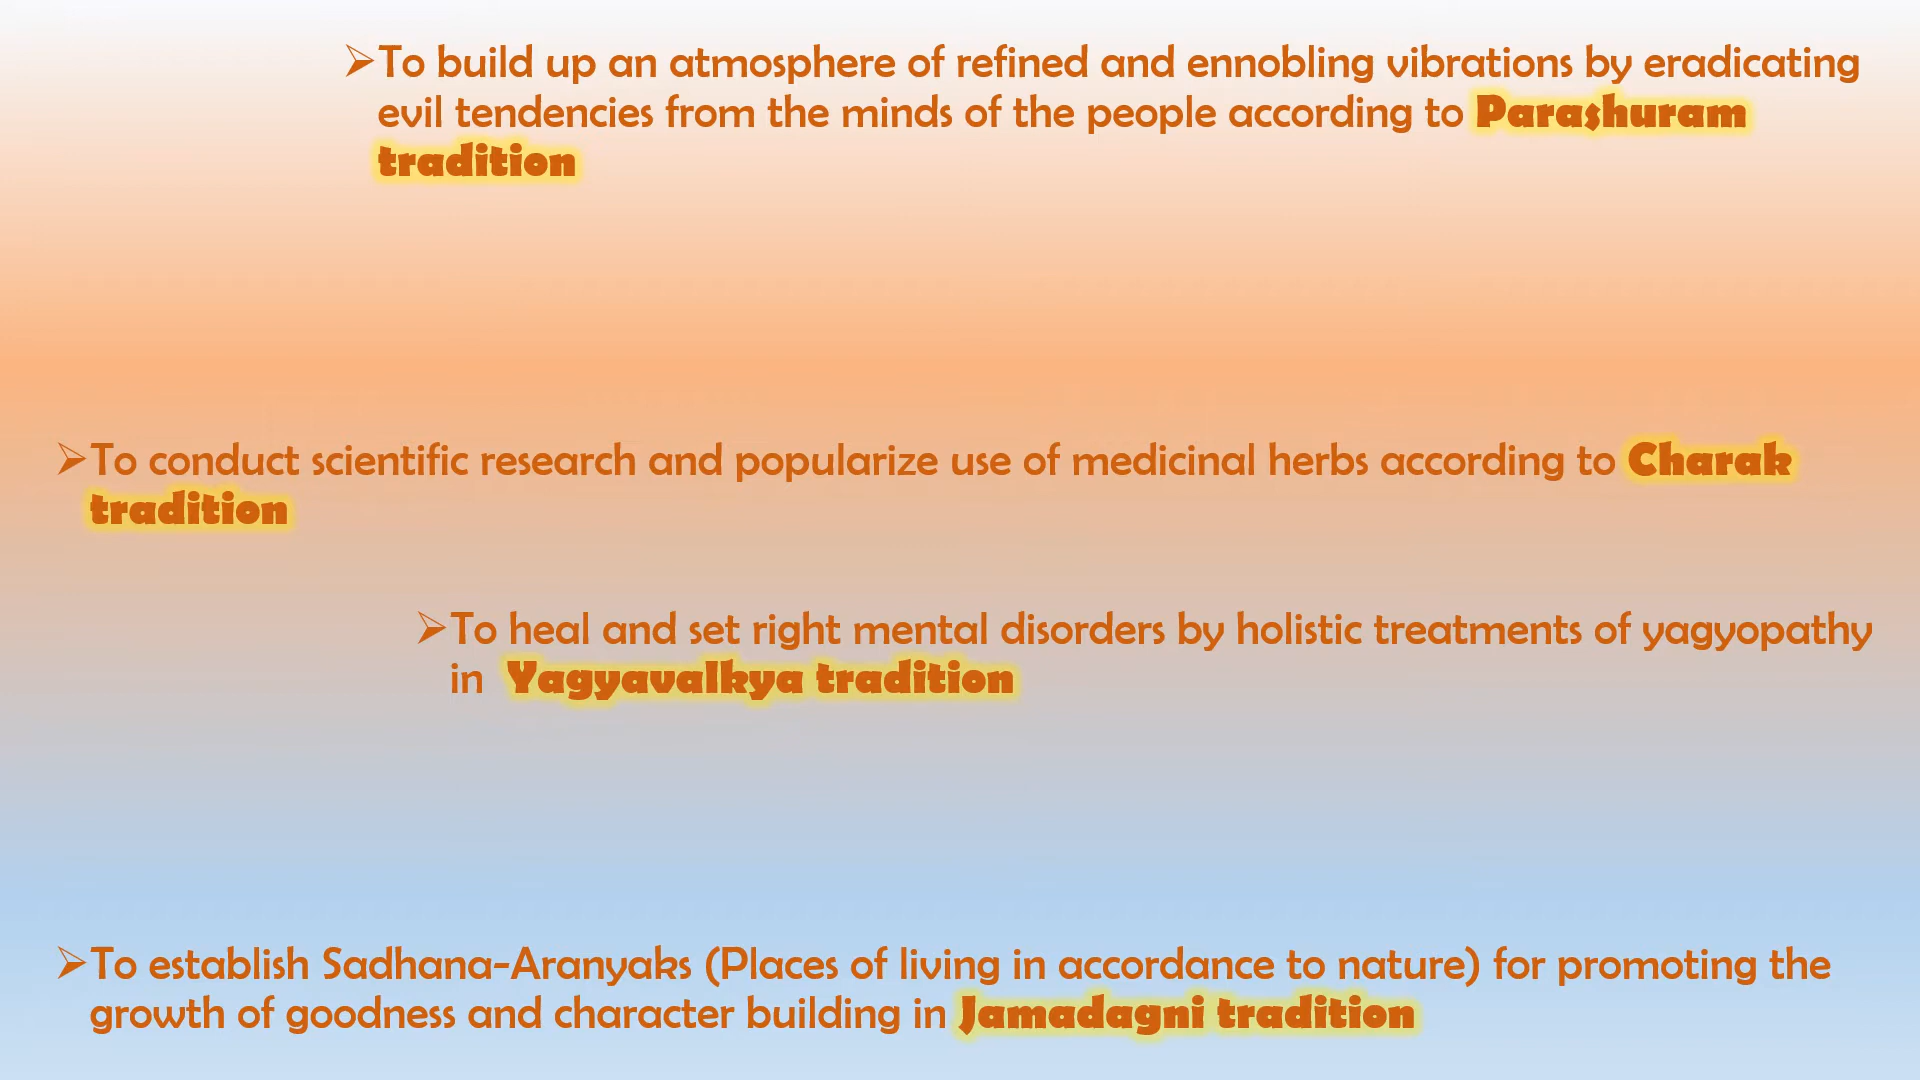 ➢To build up an atmosphere of refined and ennobling vibrations by eradicating
evil tendencies from the minds of the people according to Parashuram
tradition
➢To conduct scientific research and popularize use of medicinal herbs according to Charak
tradition
➢To heal and set right mental disorders by holistic treatments of yagyopathy
in Yagyavalkya tradition
➢To establish Sadhana-Aranyaks (Places of living in accordance to nature) for promoting the
growth of goodness and character building in Jamadagni tradition